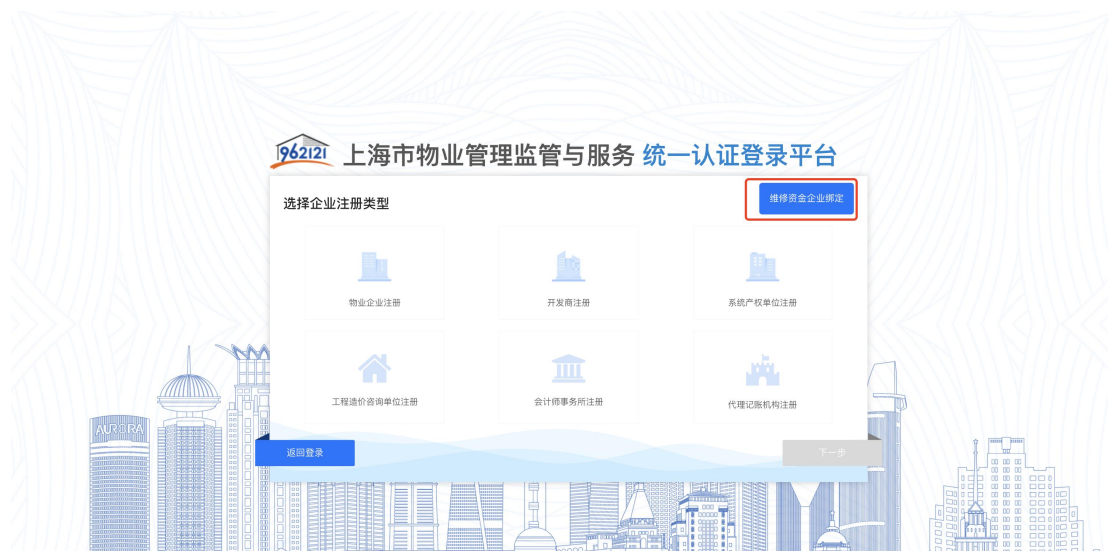 962121 上海市物业管理监管与服务 统一认证登录平台
选择企业注册类型
维修资金企业绑定
物业企业注册
开发商注册
系统产权单位注册
工程造价咨询单位注册
会计师事务所注册
代理记账机构注册
AURORA
返回登录
下一步